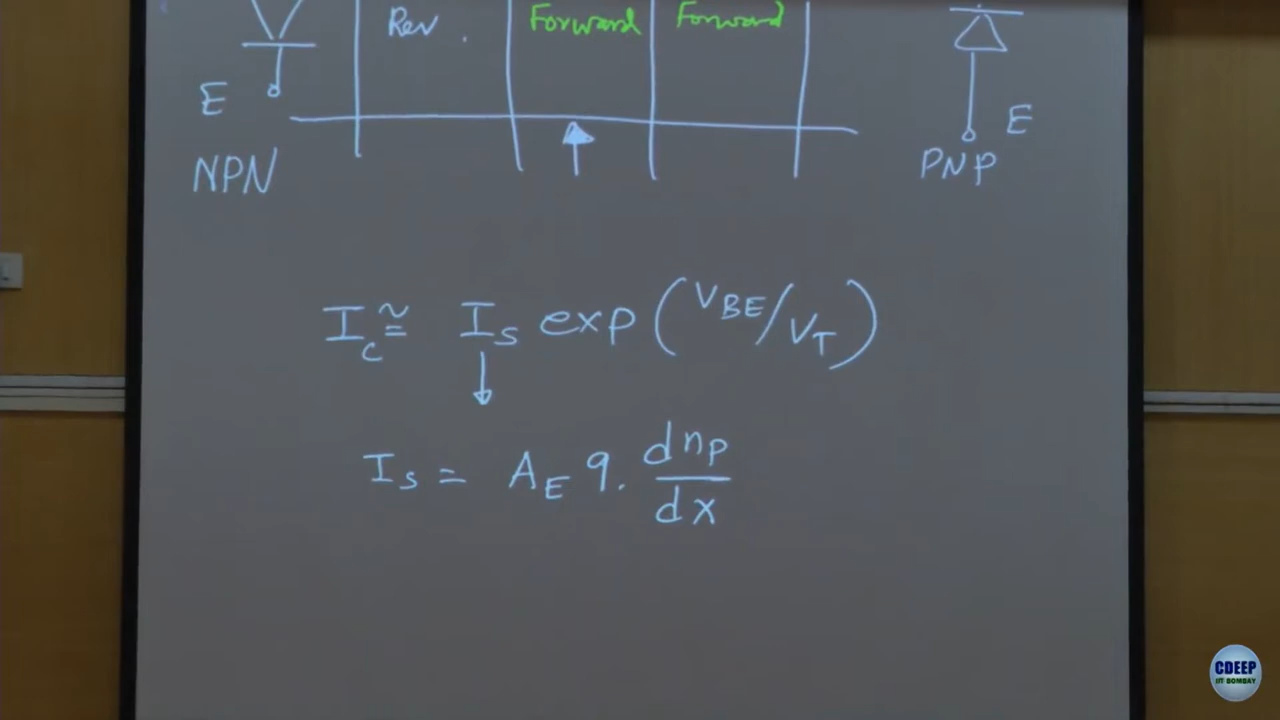 Rev. Forward Forward
E E
NPN PNP
I_C ≅ I_S exp (V_BE/V_T)
↓
I_S = A_E q. dn_P/dx
CDEEP
IIT BOMBAY